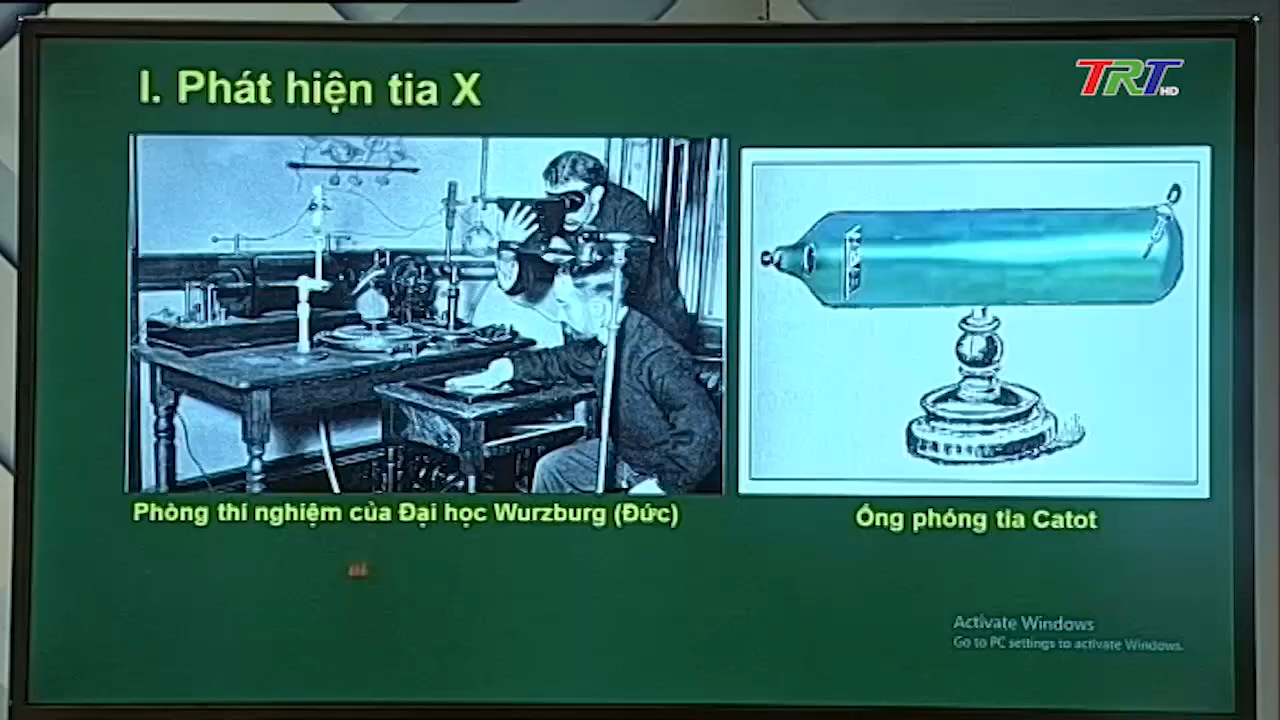 I. Phát hiện tia X
TRT HD
Phòng thí nghiệm của Đại học Wurzburg (Đức)
Ống phóng tia Catot
Activate Windows
Go to PC settings to activate Windows.